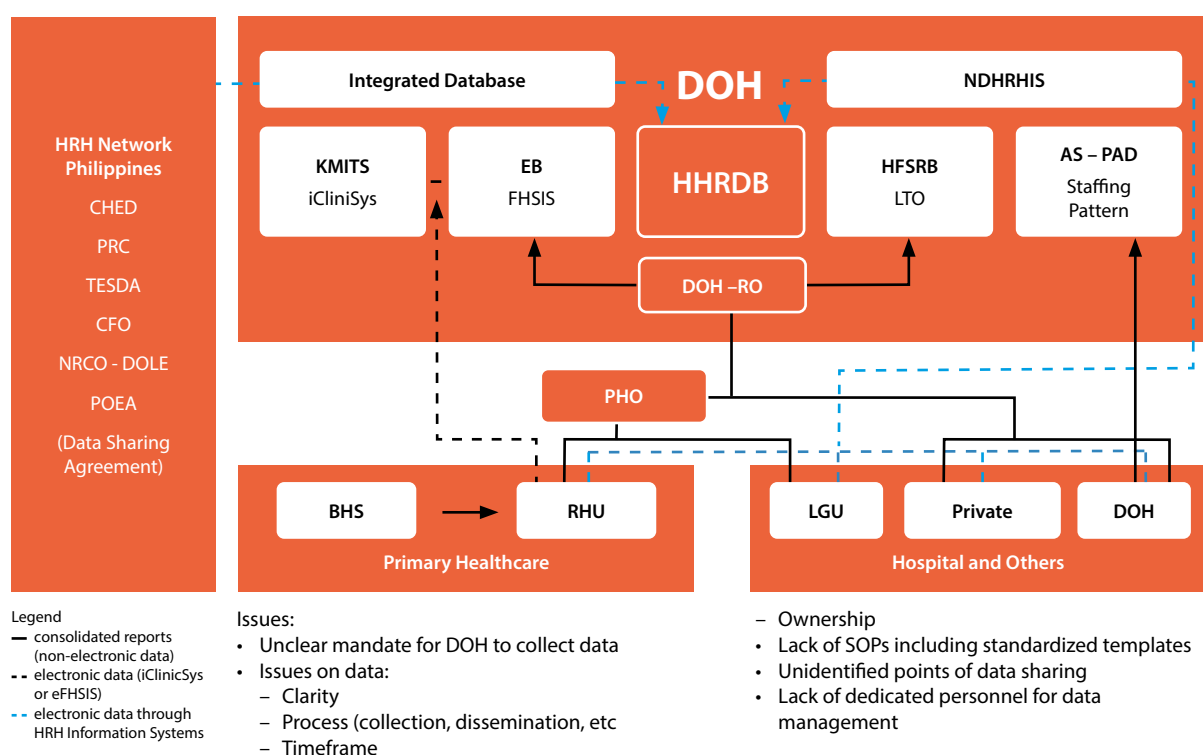 HRH Network
Philippines
CHED
PRC
TESDA
CFO
NRCO - DOLE
POEA
(Data Sharing
Agreement)
DOH
Integrated Database
NDHRHIS
KMITS
iCliniSys
EB
FHSIS
HHRDB
HFSRB
LTO
AS – PAD
Staffing
Pattern
DOH –RO
PHO
BHS
RHU
Primary Healthcare
LGU
Private
DOH
Hospital and Others
Legend
consolidated reports
(non-electronic data)
electronic data (iClinicSys
or eFHSIS)
electronic data through
HRH Information Systems
Issues:
• Unclear mandate for DOH to collect data
• Issues on data:
– Clarity
– Process (collection, dissemination, etc
– Timeframe
– Ownership
• Lack of SOPs including standardized templates
• Unidentified points of data sharing
• Lack of dedicated personnel for data
management